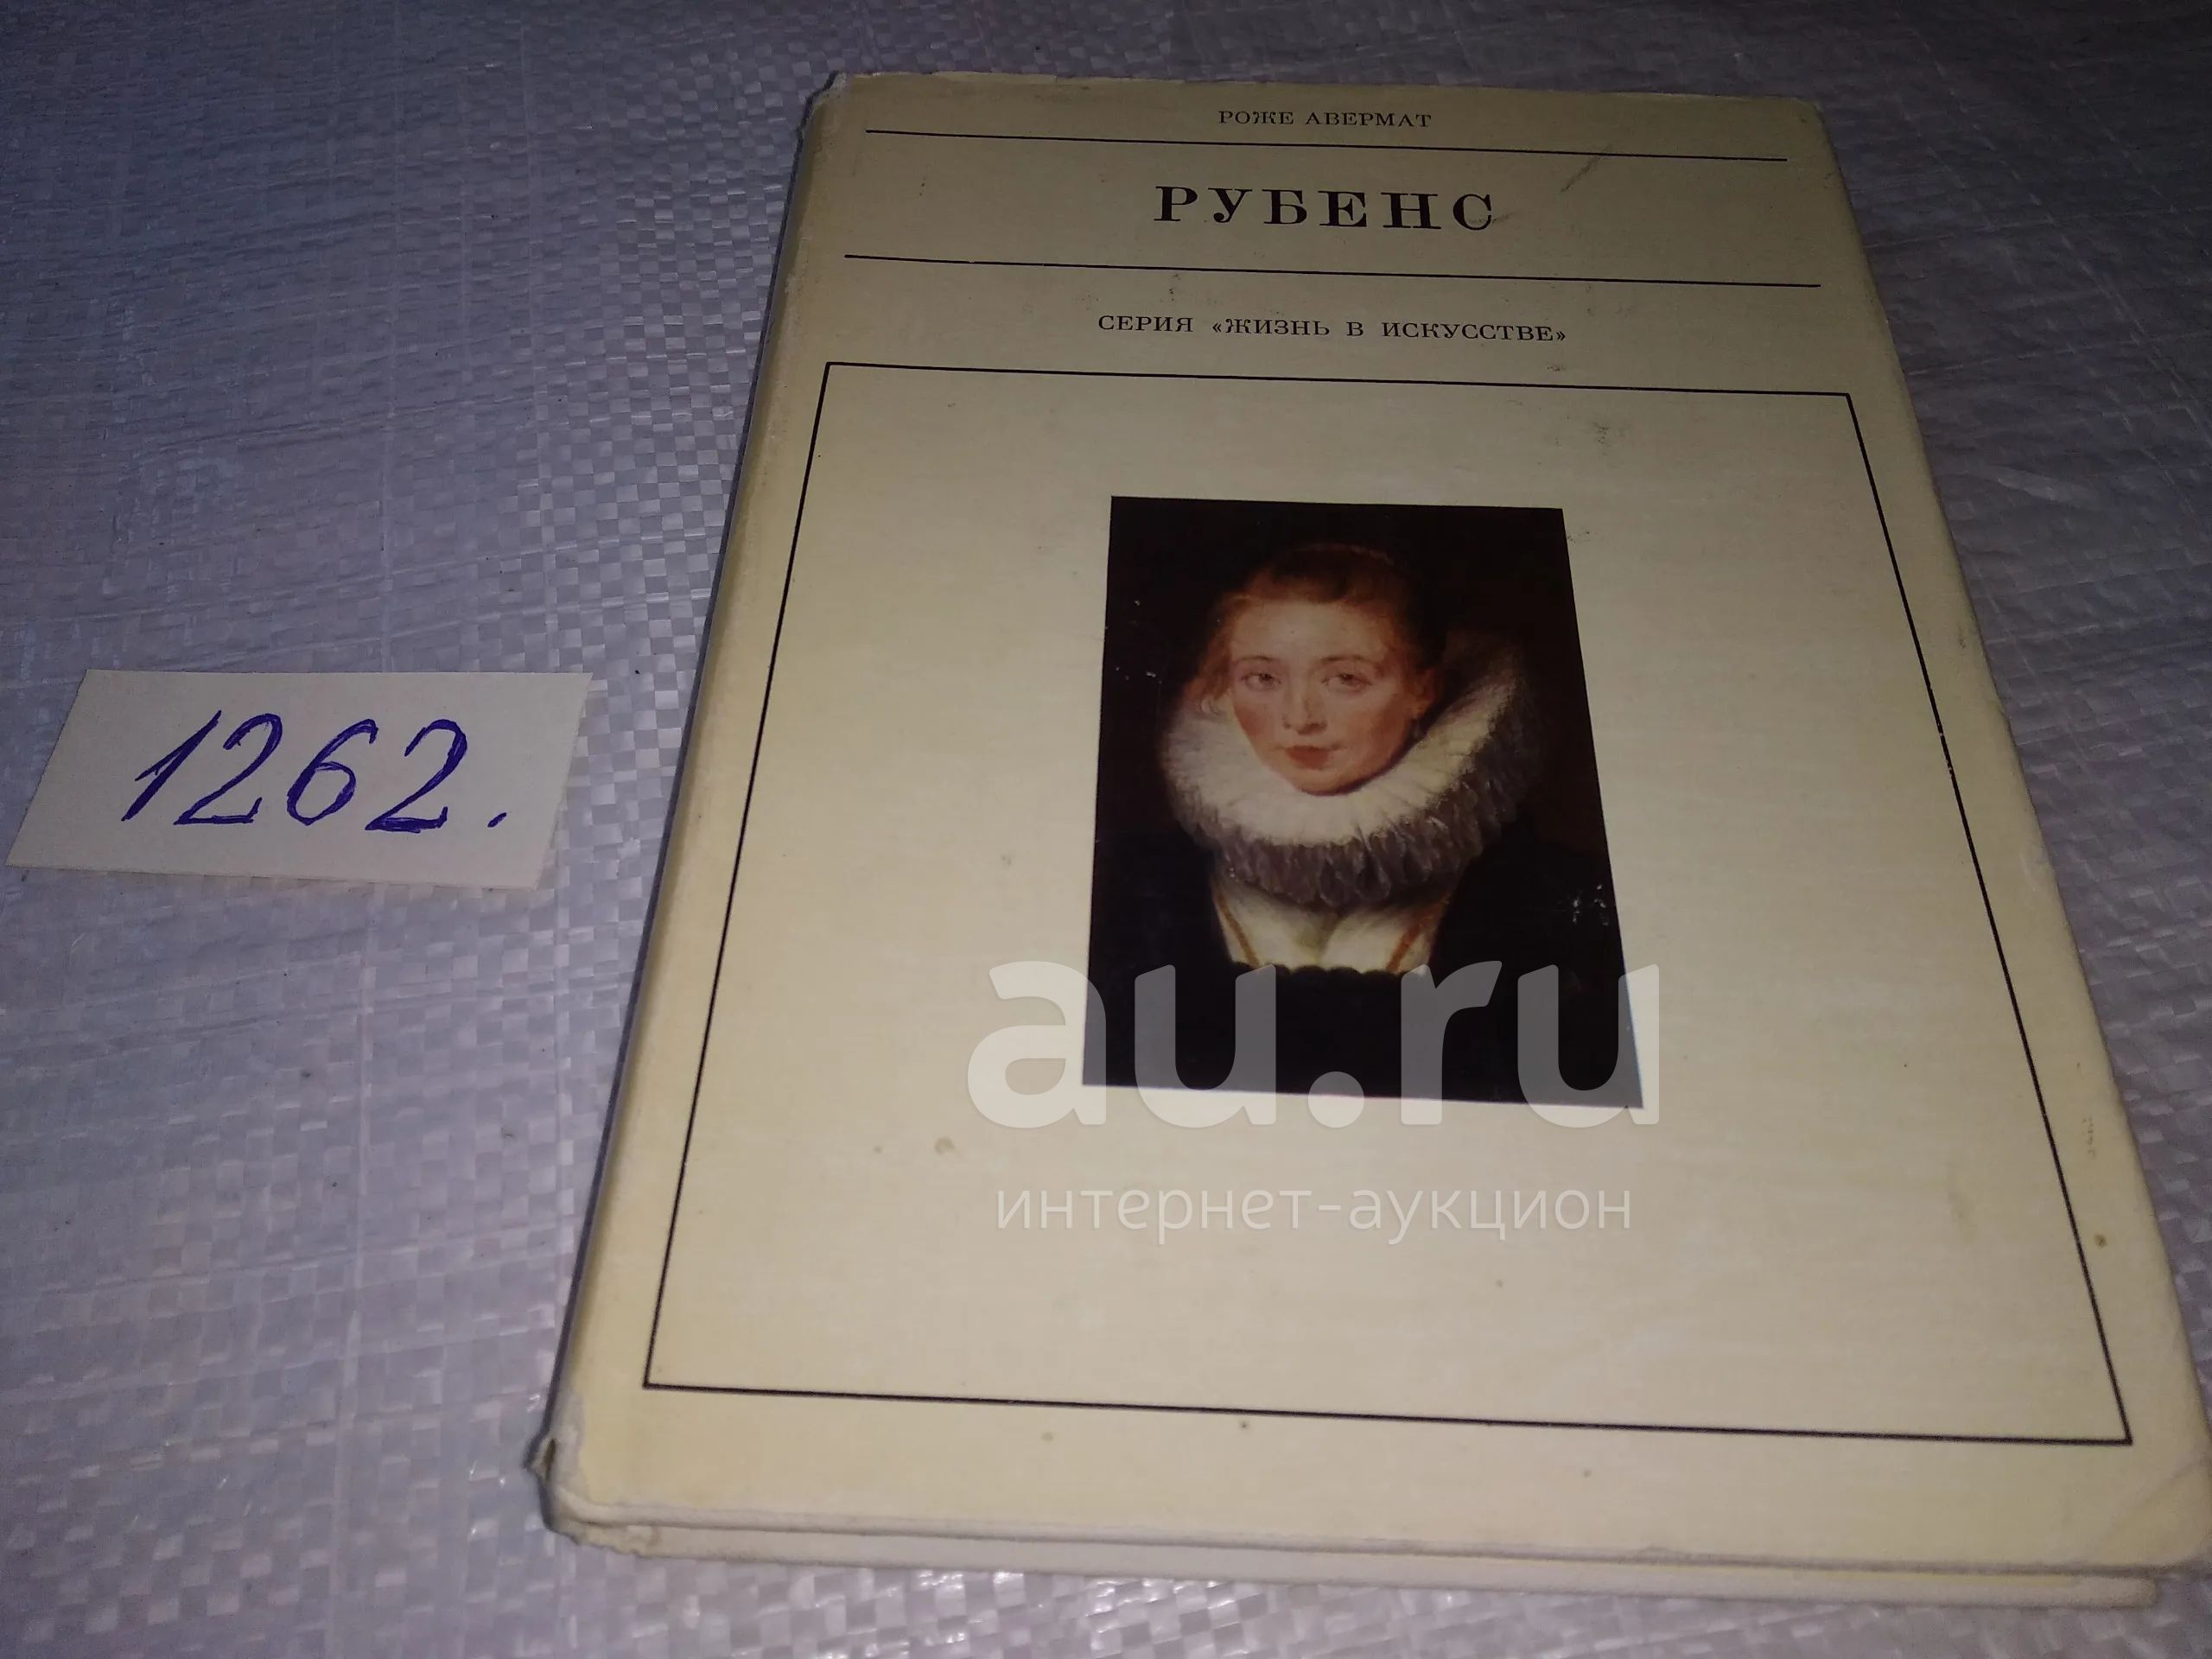 РОЖЕ АВЕРМАТ
РУБЕНС
СЕРИЯ «ЖИЗНЬ В ИСКУССТВЕ»
1262.
au.ru
интернет-аукцион